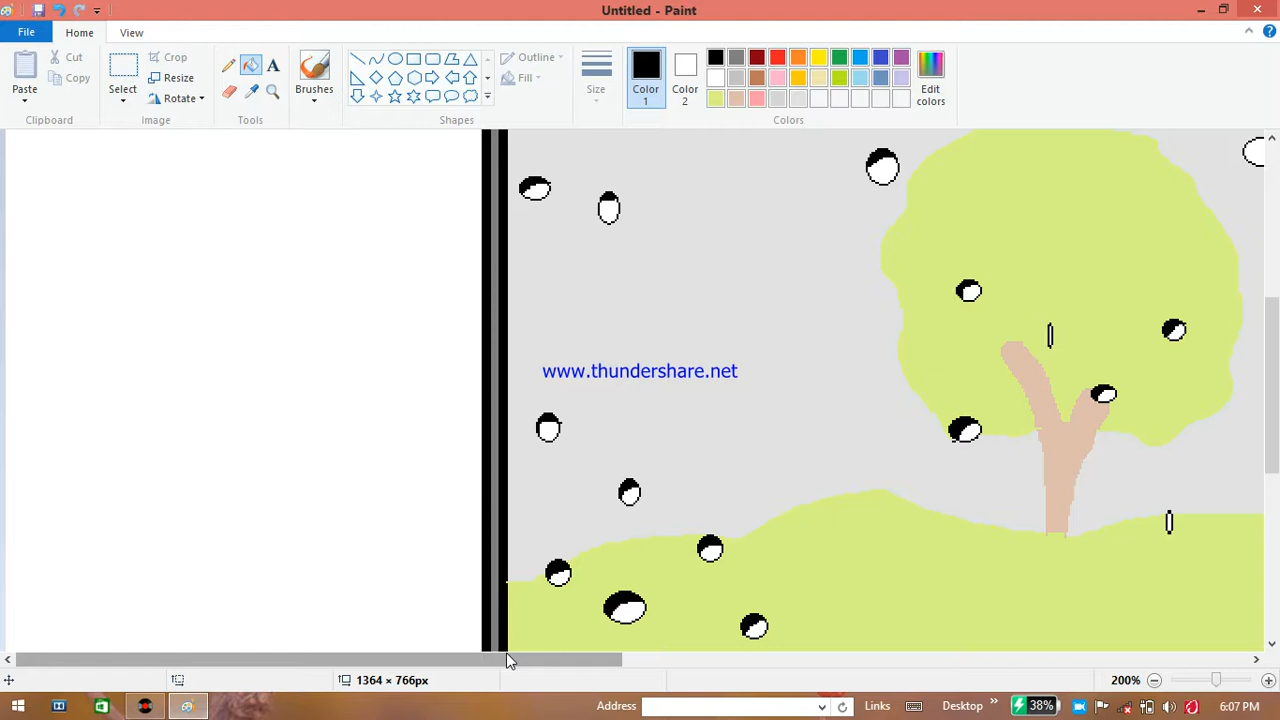 Untitled - Paint
File
Home
View
Paste
Cut
Copy
Clipboard
Select
Crop
Resize
Rotate
Image
A
Tools
Brushes
Outline
Fill
Shapes
Size
Color 1
Color 2
Edit colors
Colors
www.thundershare.net
1364 × 766px
200%
Address
Links
Desktop
38%
6:07 PM